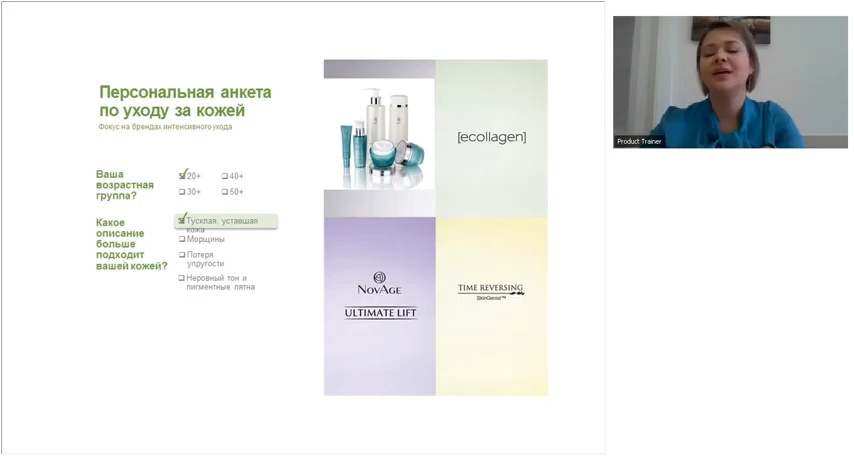 Персональная анкета
по уходу за кожей
Фокус на брендах интенсивного ухода
Ваша
возрастная
группа?
20+
40+
30+
50+
Какое
описание
больше
подходит
вашей кожей?
Тусклая, уставшая
кожа
Морщины
Потеря
упругости
Неровный тон и
пигментные пятна
[ecollagen]
NOVAGE
ULTIMATE LIFT
TIME REVERSING
SkinGenist™
Product Trainer